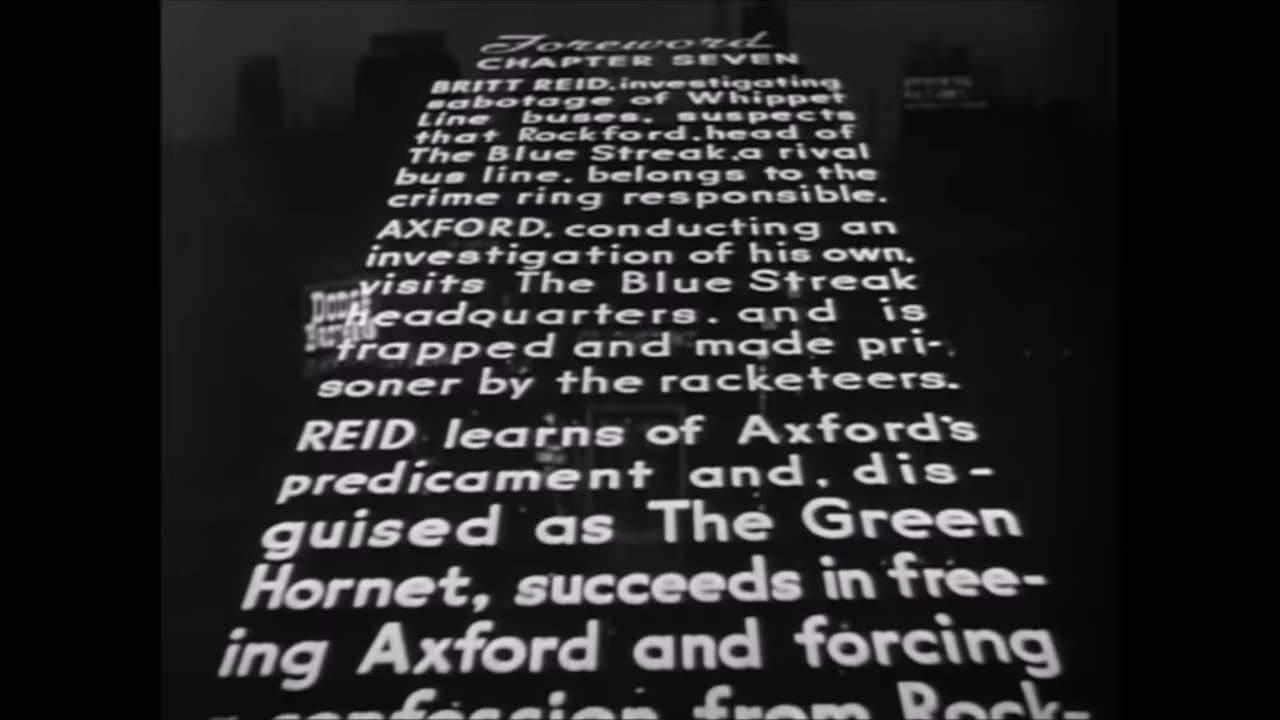 Foreword
CHAPTER SEVEN
BRITT REID, investigating
sabotage of Whippet
Line buses, suspects
that Rockford, head of
The Blue Streak, a rival
bus line, belongs to the
crime ring responsible.
AXFORD, conducting an
investigation of his own,
visits The Blue Streak
headquarters, and is
trapped and made pri-
soner by the racketeers.
REID learns of Axford's
predicament and, dis-
guised as The Green
Hornet, succeeds in free-
ing Axford and forcing
a confession from Rock-